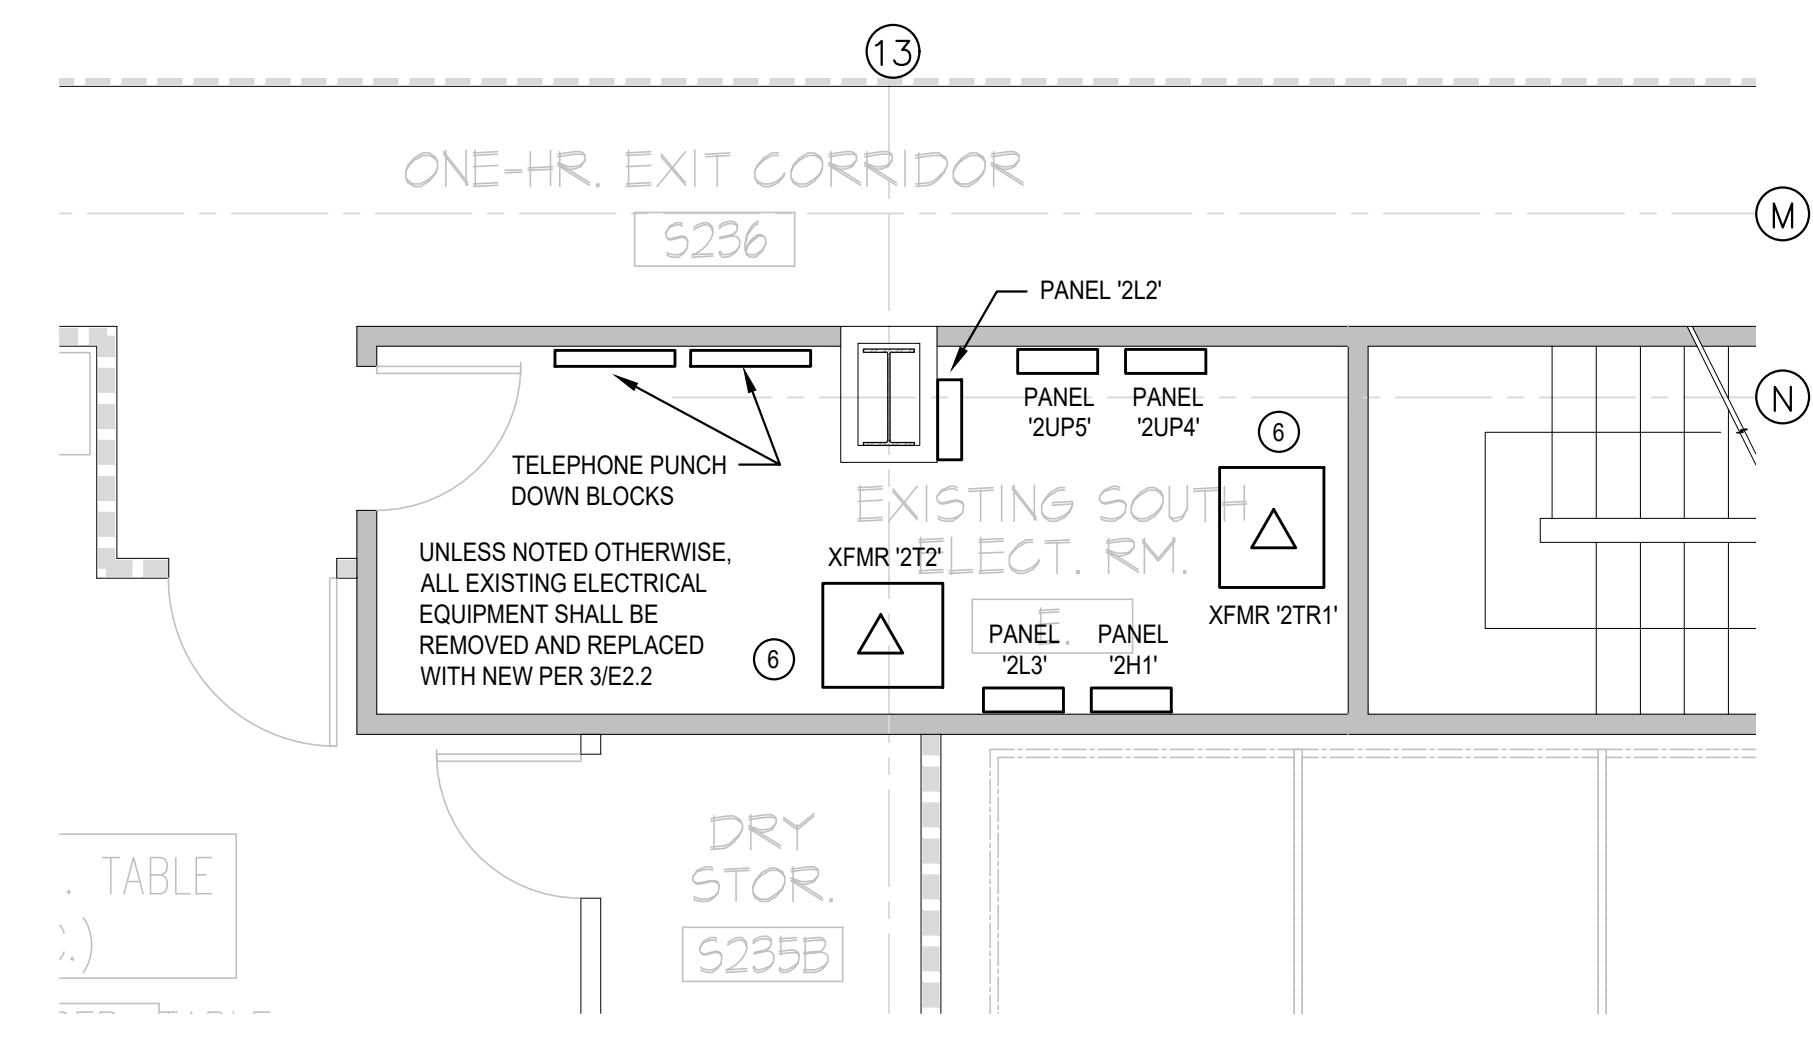 13
ONE-HR. EXIT CORRIDOR
S236
M
PANEL '2L2'
N
PANEL
'2UP5'
PANEL
'2UP4'
6
TELEPHONE PUNCH
DOWN BLOCKS
EXISTING SOUTH
ELECT. RM.
E.
UNLESS NOTED OTHERWISE,
ALL EXISTING ELECTRICAL
EQUIPMENT SHALL BE
REMOVED AND REPLACED
WITH NEW PER 3/E2.2
XFMR '2T2'
6
XFMR '2TR1'
PANEL
'2L3'
PANEL
'2H1'
DRY
STOR.
S235B
. TABLE
C.)
TABLE